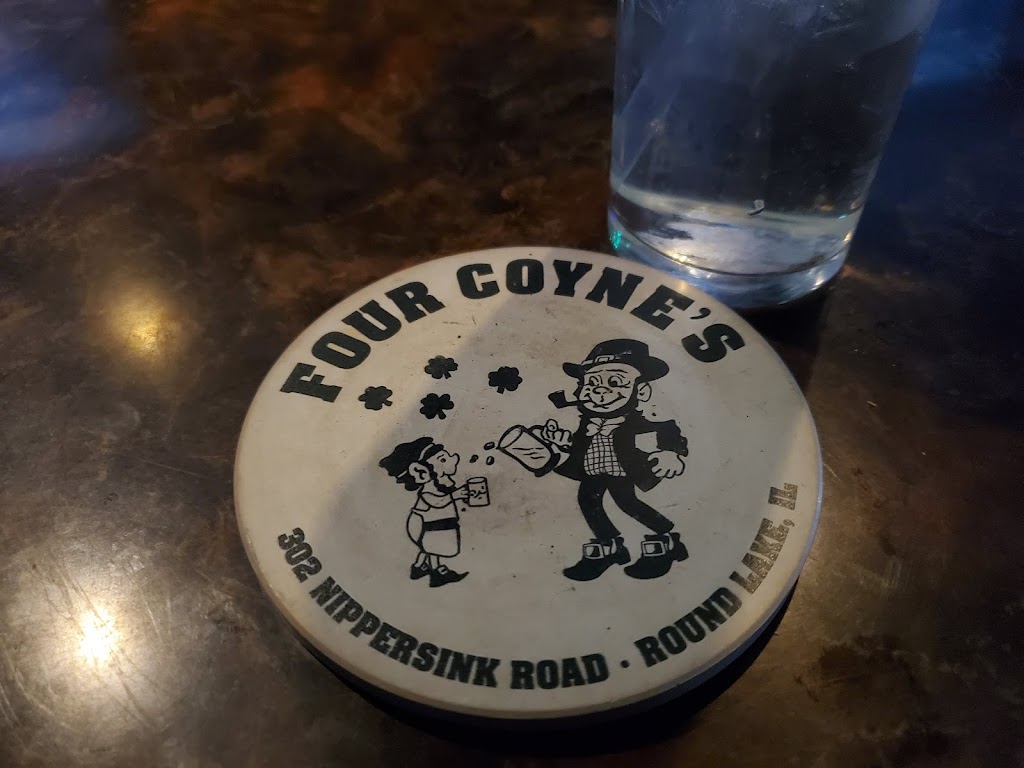 FOUR COYNE'S
302 NIPPERSINK ROAD · ROUND LAKE, IL